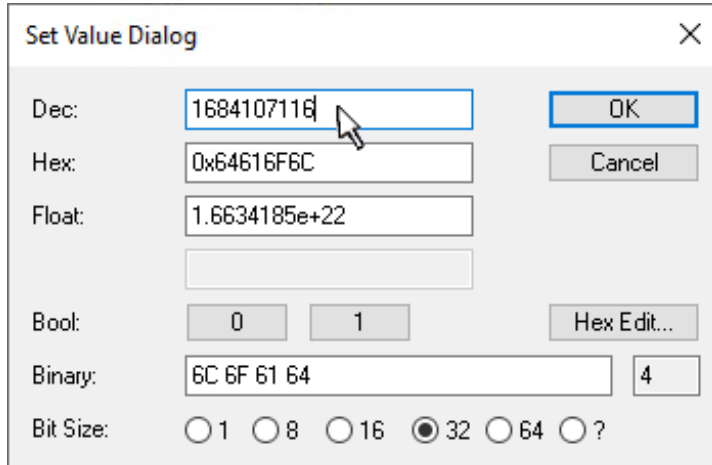 Set Value Dialog
Dec: 1684107116 OK
Hex: 0x64616F6C Cancel
Float: 1.6634185e+22
Bool: 0 1 Hex Edit...
Binary: 6C 6F 61 64 4
Bit Size: 1 8 16 32 64 ?